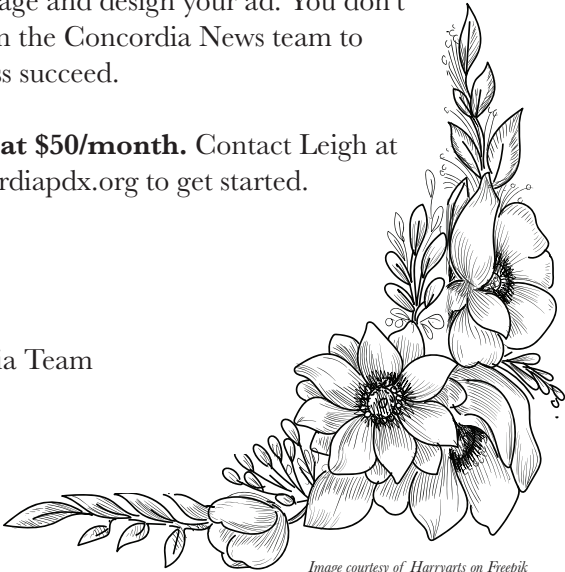 age and design your ad. You don't
n the Concordia News team to
ss succeed.
at $50/month. Contact Leigh at
rdiapdx.org to get started.
ia Team
Image courtesy of Harryarts on Freepik